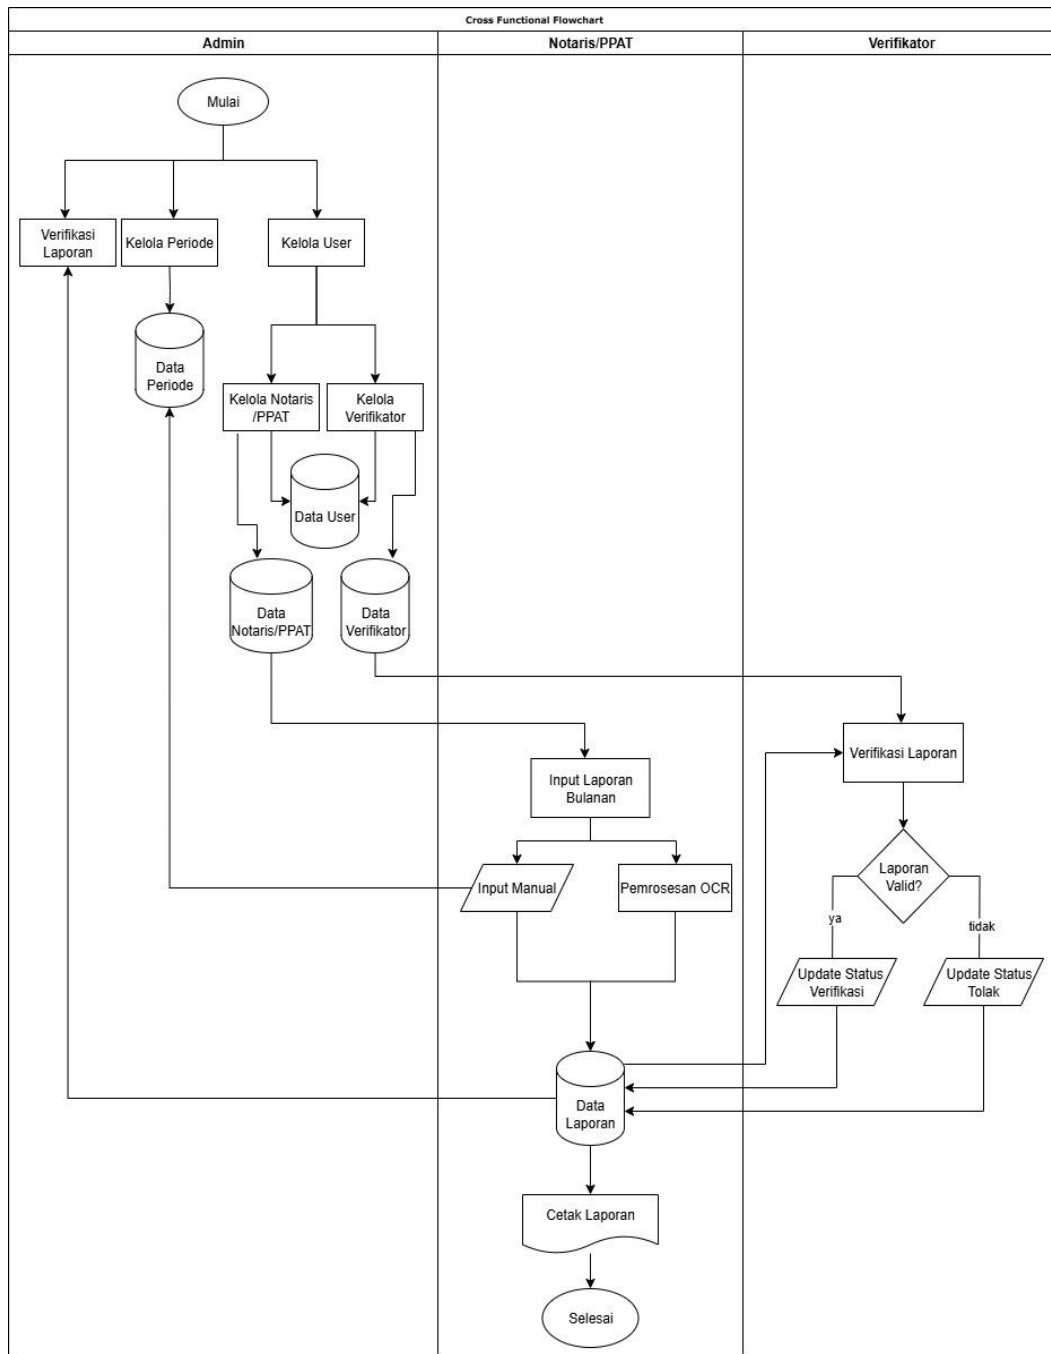 Cross Functional Flowchart
Admin
Notaris/PPAT
Verifikator
Mulai
Verifikasi
Laporan
Kelola Periode
Kelola User
Data
Periode
Kelola Notaris
/PPAT
Kelola
Verifikator
Data User
Data
Notaris/PPAT
Data
Verifikator
Verifikasi Laporan
Input Laporan
Bulanan
Input Manual
Pemrosesan OCR
Laporan
Valid?
ya
tidak
Update Status
Verifikasi
Update Status
Tolak
Data
Laporan
Cetak Laporan
Selesai